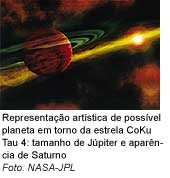 Representação artística de possível
planeta em torno da estrela CoKu
Tau 4: tamanho de Júpiter e aparên-
cia de Saturno
Foto: NASA-JPL